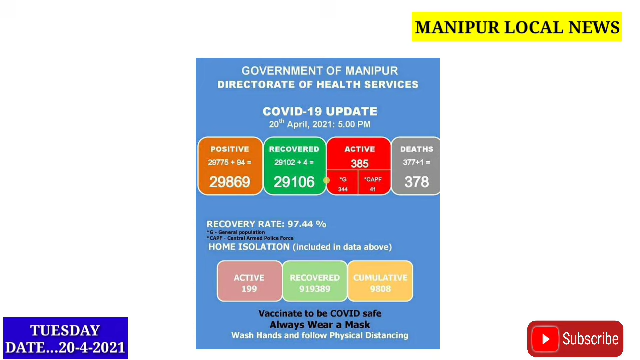 MANIPUR LOCAL NEWS
GOVERNMENT OF MANIPUR
DIRECTORATE OF HEALTH SERVICES
COVID-19 UPDATE
20th April, 2021: 5.00 PM
POSITIVE
29775 + 94 =
29869
RECOVERED
29102 + 4 =
29106
ACTIVE
385
*G
344
*CAPF
41
DEATHS
377+1 =
378
RECOVERY RATE: 97.44 %
*G - General population
*CAPF - Central Armed Police Force
HOME ISOLATION (included in data above)
ACTIVE
199
RECOVERED
919389
CUMULATIVE
9808
Vaccinate to be COVID safe
Always Wear a Mask
Wash Hands and follow Physical Distancing
TUESDAY
DATE...20-4-2021
Subscribe